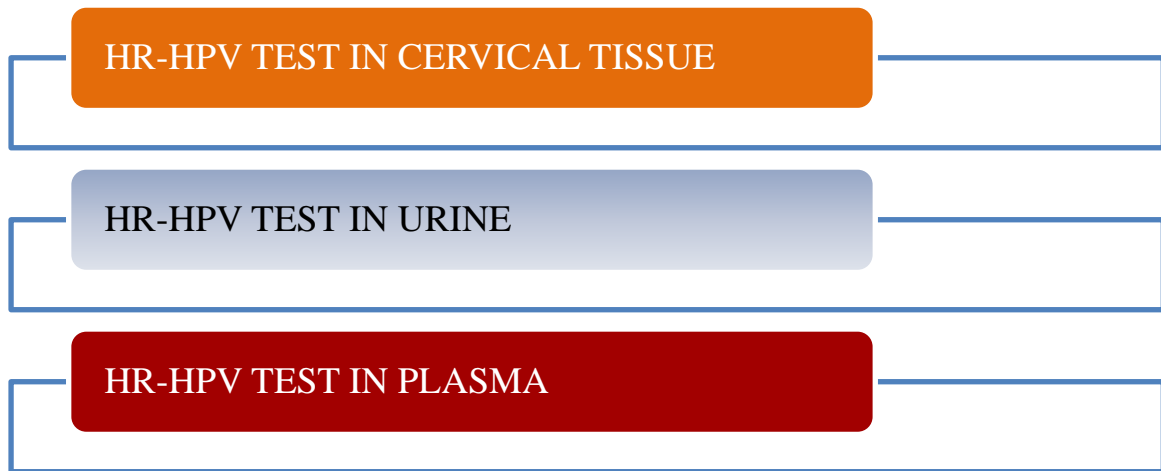 HR-HPV TEST IN CERVICAL TISSUE
HR-HPV TEST IN URINE
HR-HPV TEST IN PLASMA